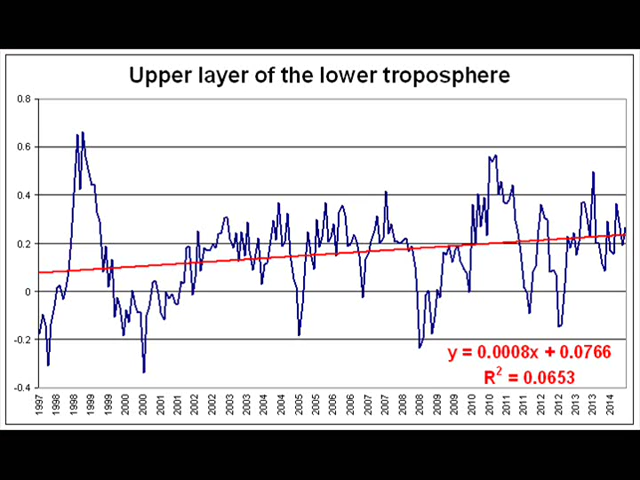 Upper layer of the lower troposphere
0.8
0.6
0.4
0.2
0
-0.2
-0.4
y = 0.0008x + 0.0766
R² = 0.0653
1997 1998 1998 1999 1999 2000 2000 2001 2001 2002 2002 2003 2003 2004 2004 2005 2005 2006 2006 2007 2007 2008 2008 2009 2009 2010 2010 2011 2011 2012 2012 2013 2013 2014